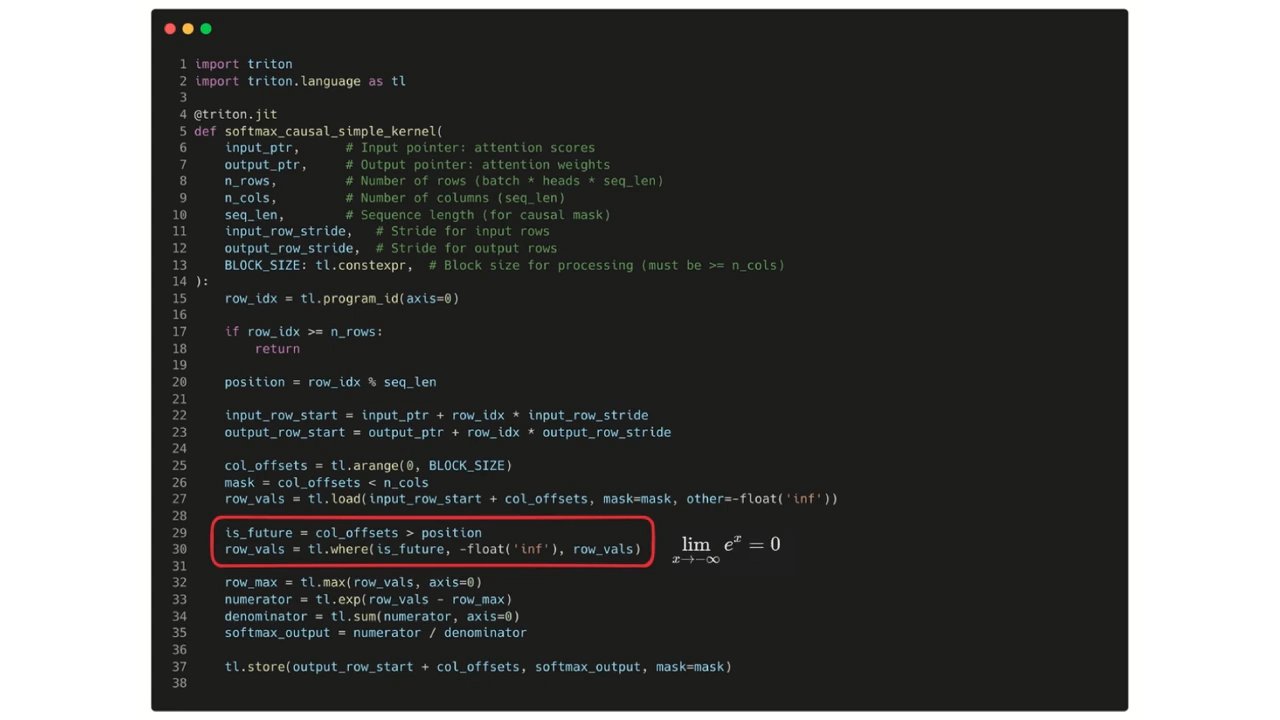 1 import triton
2 import triton.language as tl
3
4 @triton.jit
5 def softmax_causal_simple_kernel(
6     input_ptr,      # Input pointer: attention scores
7     output_ptr,     # Output pointer: attention weights
8     n_rows,         # Number of rows (batch * heads * seq_len)
9     n_cols,         # Number of columns (seq_len)
10     seq_len,        # Sequence length (for causal mask)
11     input_row_stride,   # Stride for input rows
12     output_row_stride,  # Stride for output rows
13     BLOCK_SIZE: tl.constexpr,  # Block size for processing (must be >= n_cols)
14 ):
15     row_idx = tl.program_id(axis=0)
16
17     if row_idx >= n_rows:
18         return
19
20     position = row_idx % seq_len
21
22     input_row_start = input_ptr + row_idx * input_row_stride
23     output_row_start = output_ptr + row_idx * output_row_stride
24
25     col_offsets = tl.arange(0, BLOCK_SIZE)
26     mask = col_offsets < n_cols
27     row_vals = tl.load(input_row_start + col_offsets, mask=mask, other=-float('inf'))
28
29     is_future = col_offsets > position
30     row_vals = tl.where(is_future, -float('inf'), row_vals)
lim e^x = 0
x→−∞
31
32     row_max = tl.max(row_vals, axis=0)
33     numerator = tl.exp(row_vals - row_max)
34     denominator = tl.sum(numerator, axis=0)
35     softmax_output = numerator / denominator
36
37     tl.store(output_row_start + col_offsets, softmax_output, mask=mask)
38